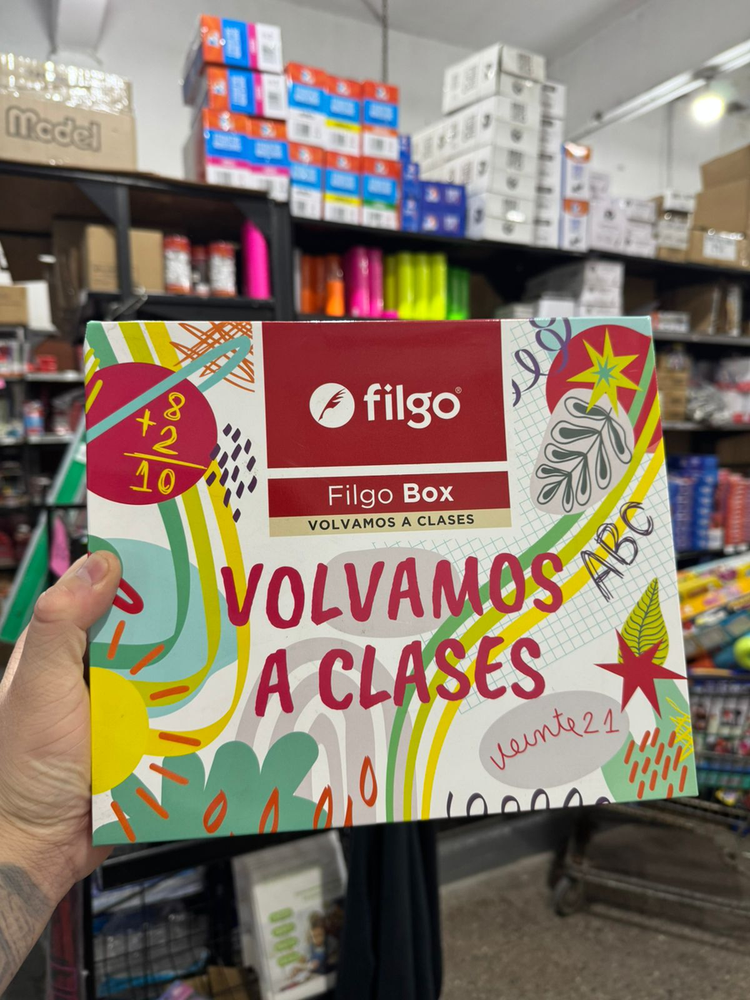 Model
filgo®
Filgo Box
VOLVAMOS A CLASES
8
+ 2
10
ABC
VOLVAMOS
A CLASES
veinte21